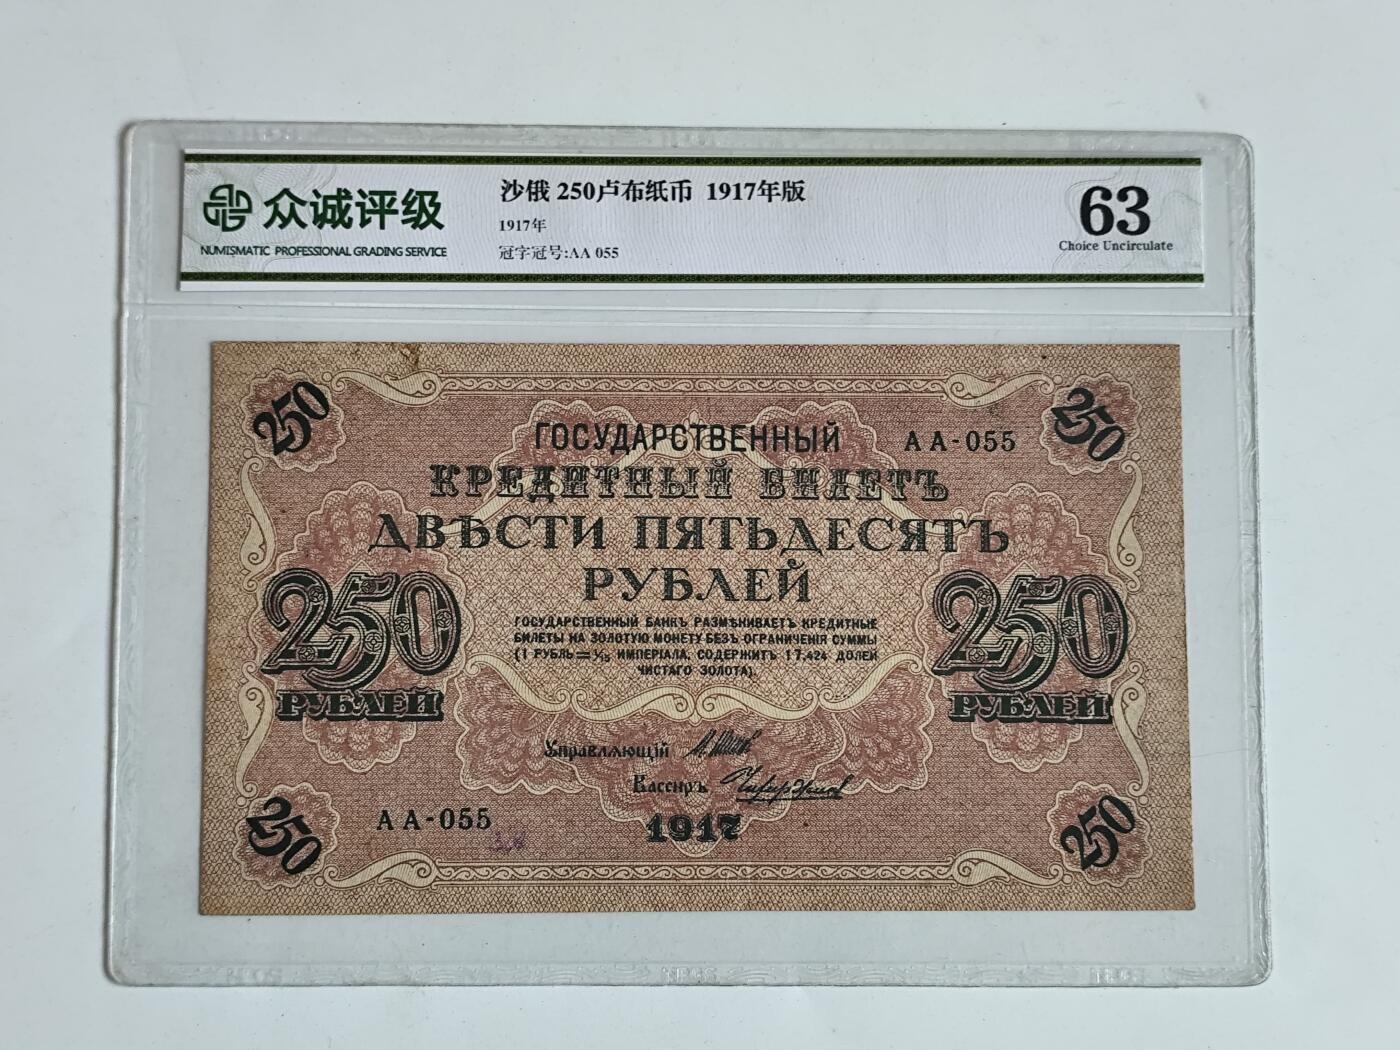 众诚评级
NUMISMATIC PROFESSIONAL GRADING SERVICE
沙俄 250卢布纸币 1917年版
1917年
冠字冠号:AA 055
63
Choice Uncirculate
250
250
ГОСУДАРСТВЕННЫЙ
АА-055
КРЕДИТНЫЙ БИЛЕТЪ
ДВѢСТИ ПЯТЬДЕСЯТЪ
РУБЛЕЙ
250
РУБЛЕЙ
250
РУБЛЕЙ
ГОСУДАРСТВЕННЫЙ БАНКЪ РАЗМѢНИВАЕТЪ КРЕДИТНЫЕ
БИЛЕТЫ НА ЗОЛОТУЮ МОНЕТУ БЕЗЪ ОГРАНИЧЕНІЯ СУММЫ
(1 РУБЛЬ = 1/15 ИМПЕРІАЛА, СОДЕРЖИТЪ 17,424 ДОЛЕЙ
ЧИСТАГО ЗОЛОТА).
Управляющій
Кассиръ
АА-055
1917
250
250